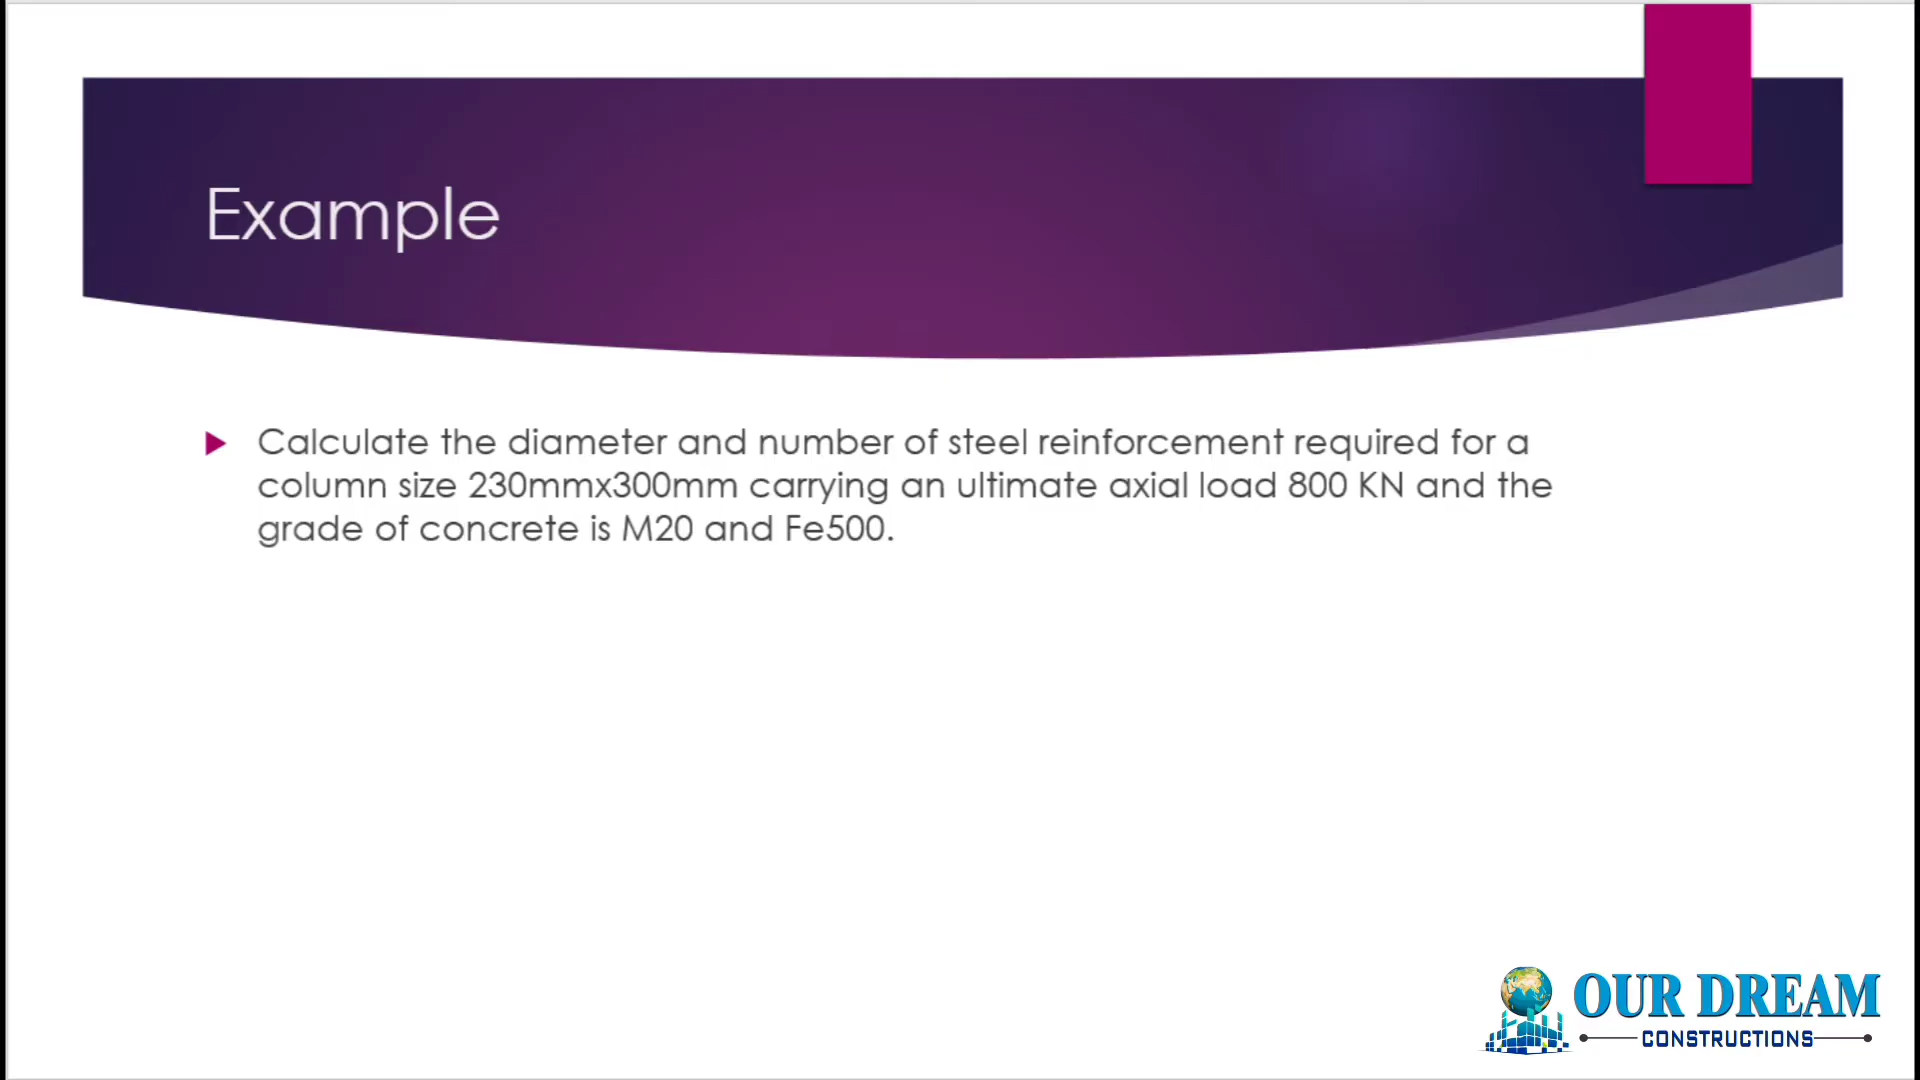 Example
Calculate the diameter and number of steel reinforcement required for a
column size 230mmx300mm carrying an ultimate axial load 800 KN and the
grade of concrete is M20 and Fe500.
OUR DREAM
CONSTRUCTIONS